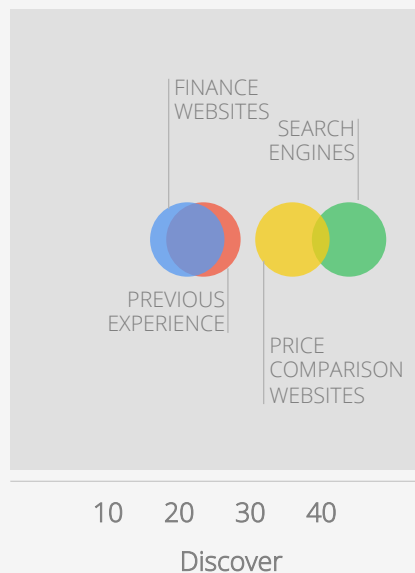 FINANCE
WEBSITES
SEARCH
ENGINES
PREVIOUS
EXPERIENCE
PRICE
COMPARISON
WEBSITES
10 20 30 40
Discover